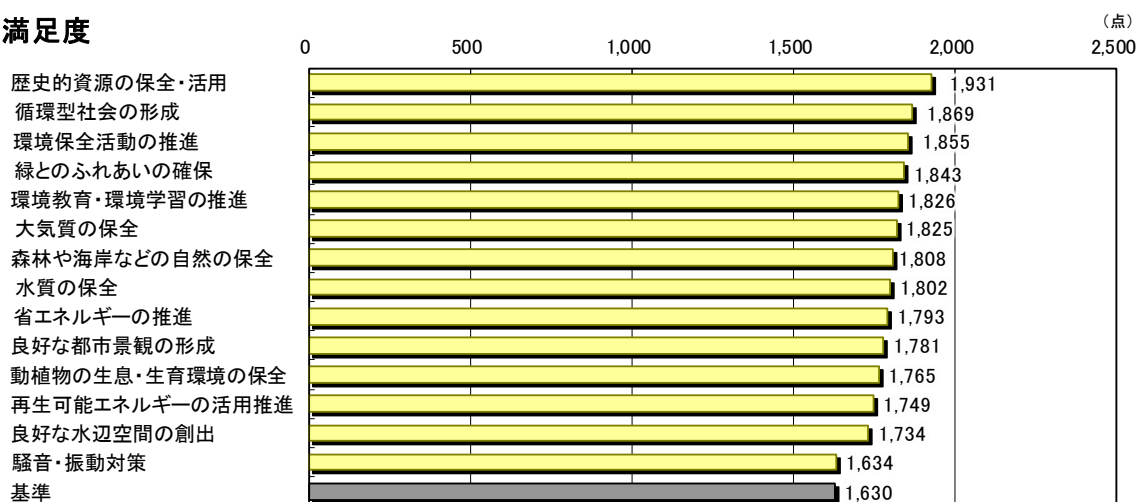 満足度
(点)
0 500 1,000 1,500 2,000 2,500
歴史的資源の保全・活用 1,931
循環型社会の形成 1,869
環境保全活動の推進 1,855
緑とのふれあいの確保 1,843
環境教育・環境学習の推進 1,826
大気質の保全 1,825
森林や海岸などの自然の保全 1,808
水質の保全 1,802
省エネルギーの推進 1,793
良好な都市景観の形成 1,781
動植物の生息・生育環境の保全 1,765
再生可能エネルギーの活用推進 1,749
良好な水辺空間の創出 1,734
騒音・振動対策 1,634
基準 1,630